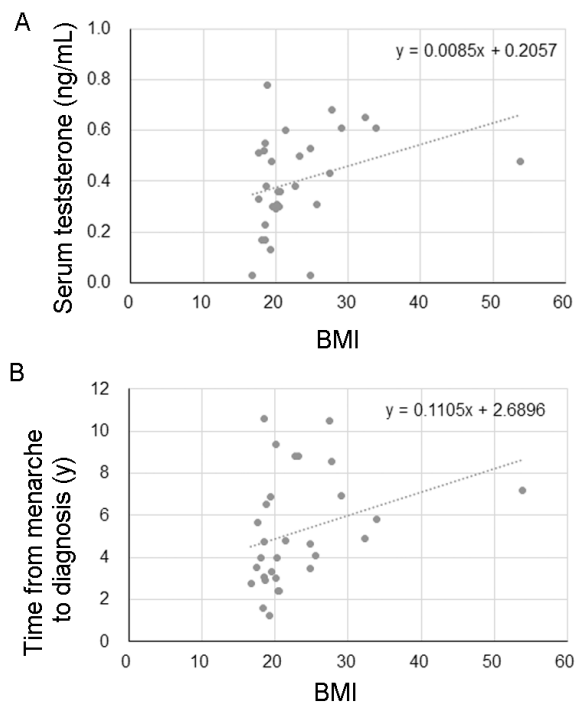 A
Serum teststerone (ng/mL)
1.0
0.8
0.6
0.4
0.2
0.0
y = 0.0085x + 0.2057
0 10 20 30 40 50 60
BMI
B
Time from menarche
to diagnosis (y)
12
10
8
6
4
2
0
y = 0.1105x + 2.6896
0 10 20 30 40 50 60
BMI